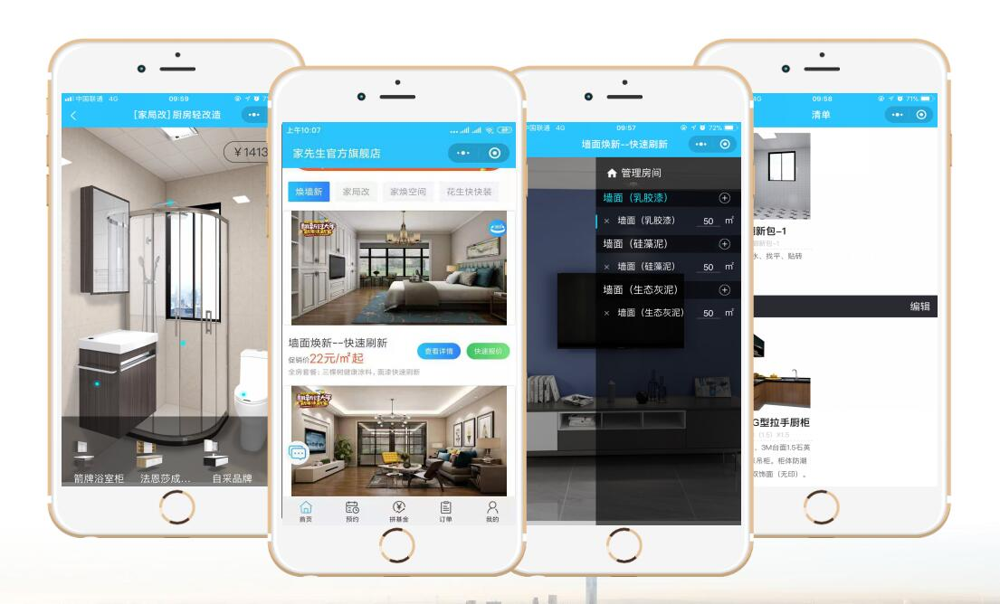 中国联通 4G 09:59
[家局改]厨房轻改造
￥1413
箭牌浴室柜 法恩莎成... 自采品牌
上午10:07
家先生官方旗舰店
焕墙新 家局改 家焕空间 花生快快装
墙面焕新--快速刷新
促销价22元/㎡起
全房套餐：三棵树健康涂料，面漆快速刷新
查看详情 快速报价
首页 预约 拼基金 订单 我的
中国联通 4G 09:57 72%
墙面焕新--快速刷新
管理房间
墙面（乳胶漆）
× 墙面（乳胶漆） 50 ㎡
墙面（硅藻泥）
× 墙面（硅藻泥） 50 ㎡
墙面（生态灰泥）
× 墙面（生态灰泥） 50 ㎡
4G 09:58 71%
清单
刷新包-1
刷新包-1
水、找平、贴砖
编辑
G型拉手厨柜
(1.5) X1.5
、3M台面1.5石英
吊柜。柜体防潮
双饰面（无印）。